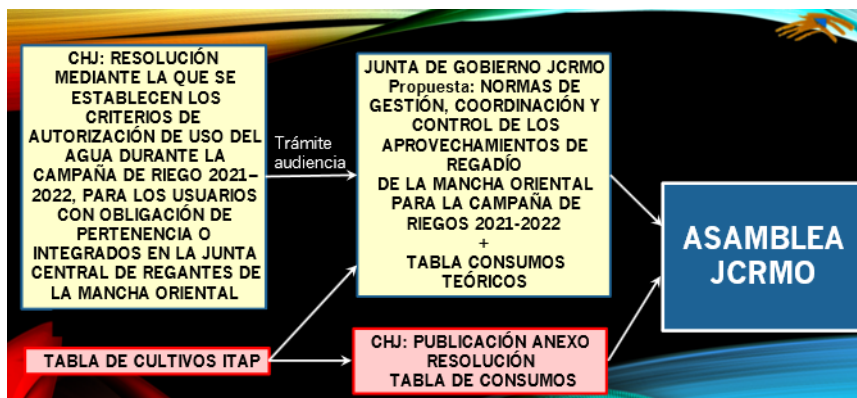 CHJ: RESOLUCIÓN
MEDIANTE LA QUE SE
ESTABLECEN LOS
CRITERIOS DE
AUTORIZACIÓN DE USO DEL
AGUA DURANTE LA
CAMPAÑA DE RIEGO 2021–
2022, PARA LOS USUARIOS
CON OBLIGACIÓN DE
PERTENENCIA O
INTEGRADOS EN LA JUNTA
CENTRAL DE REGANTES DE
LA MANCHA ORIENTAL
Trámite
audiencia
JUNTA DE GOBIERNO JCRMO
Propuesta: NORMAS DE
GESTIÓN, COORDINACIÓN Y
CONTROL DE LOS
APROVECHAMIENTOS DE
REGADÍO
DE LA MANCHA ORIENTAL
PARA LA CAMPAÑA DE
RIEGOS 2021-2022
+
TABLA CONSUMOS
TEÓRICOS
ASAMBLEA
JCRMO
TABLA DE CULTIVOS ITAP
CHJ: PUBLICACIÓN ANEXO
RESOLUCIÓN
TABLA DE CONSUMOS